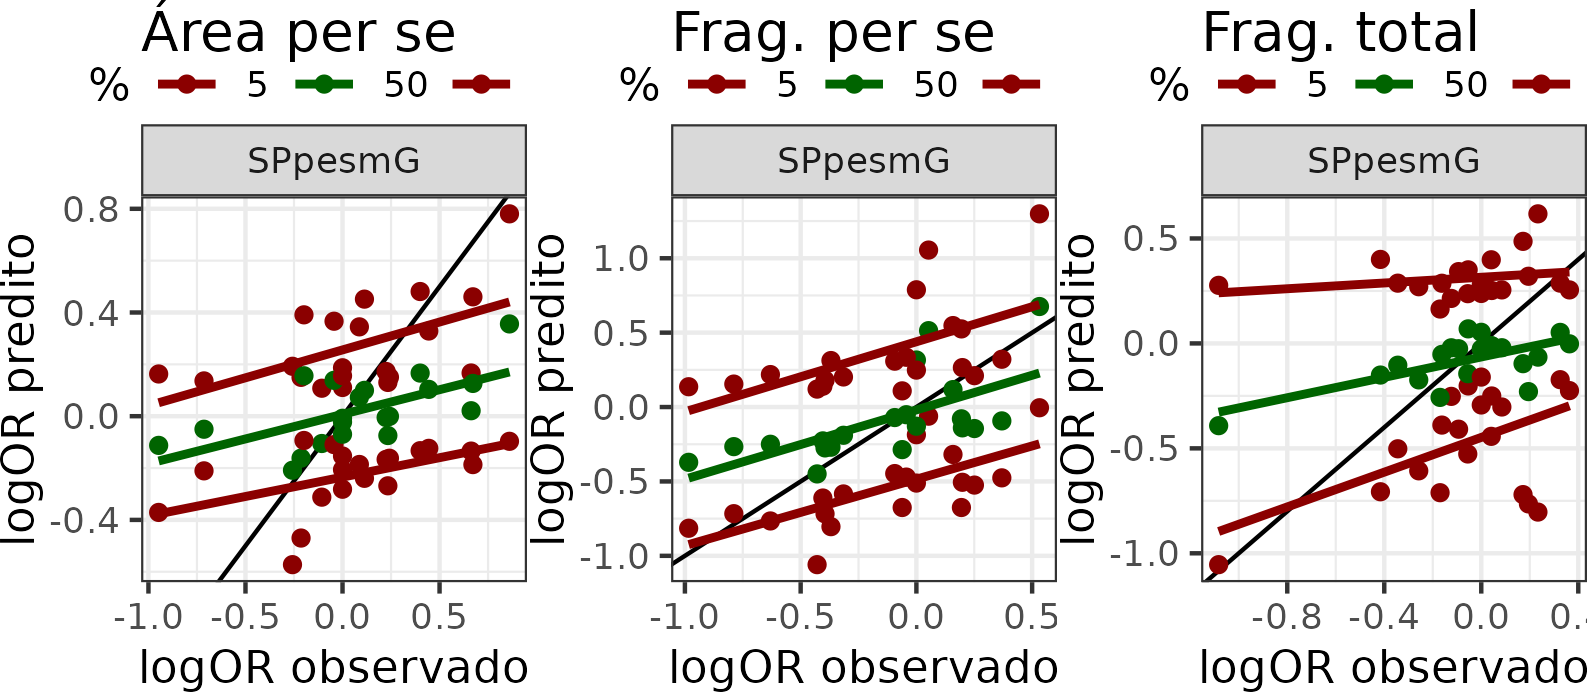 Área per se
% 5 50
SPpesmG
logOR predito
0.8
0.4
0.0
-0.4
-1.0 -0.5 0.0 0.5
logOR observado
Frag. per se
% 5 50
SPpesmG
logOR predito
1.0
0.5
0.0
-0.5
-1.0
-1.0 -0.5 0.0 0.5
logOR observado
Frag. total
% 5 50
SPpesmG
logOR predito
0.5
0.0
-0.5
-1.0
-0.8 -0.4 0.0
logOR observado